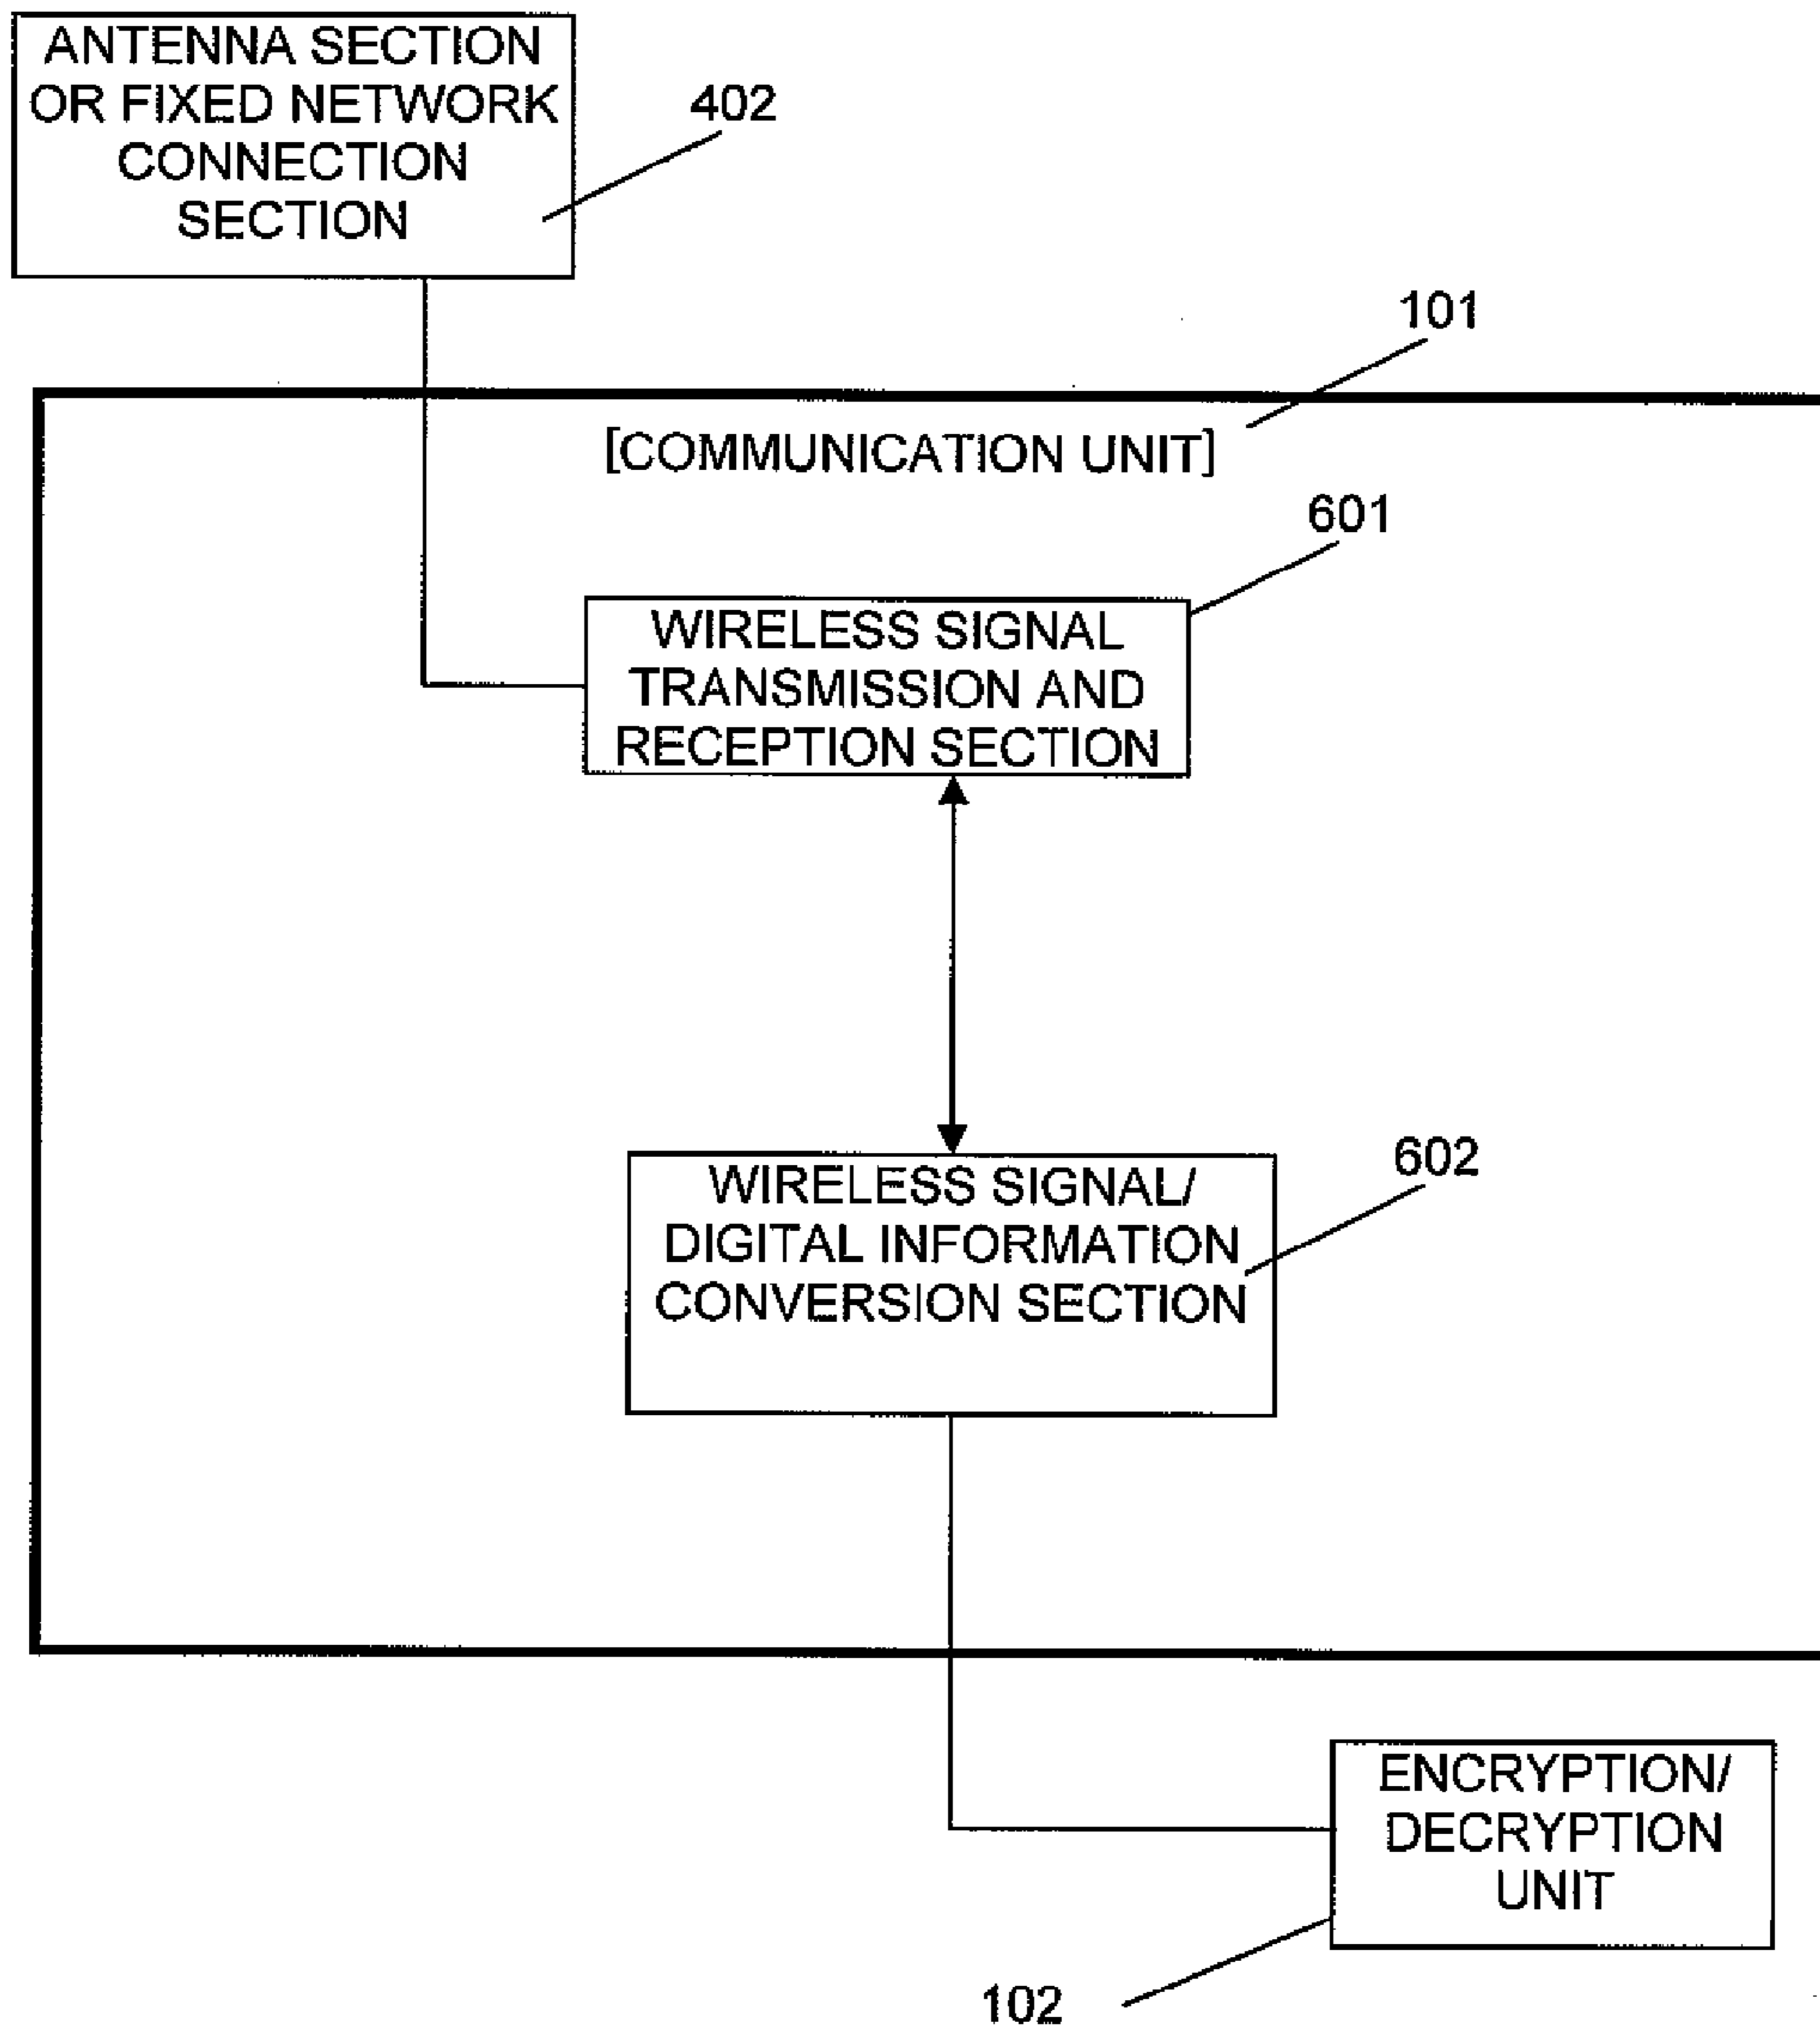 ANTENNA SECTION
OR FIXED NETWORK
CONNECTION
SECTION
402
101
[COMMUNICATION UNIT]
601
WIRELESS SIGNAL
TRANSMISSION AND
RECEPTION SECTION
602
WIRELESS SIGNAL/
DIGITAL INFORMATION
CONVERSION SECTION
ENCRYPTION/
DECRYPTION
UNIT
102